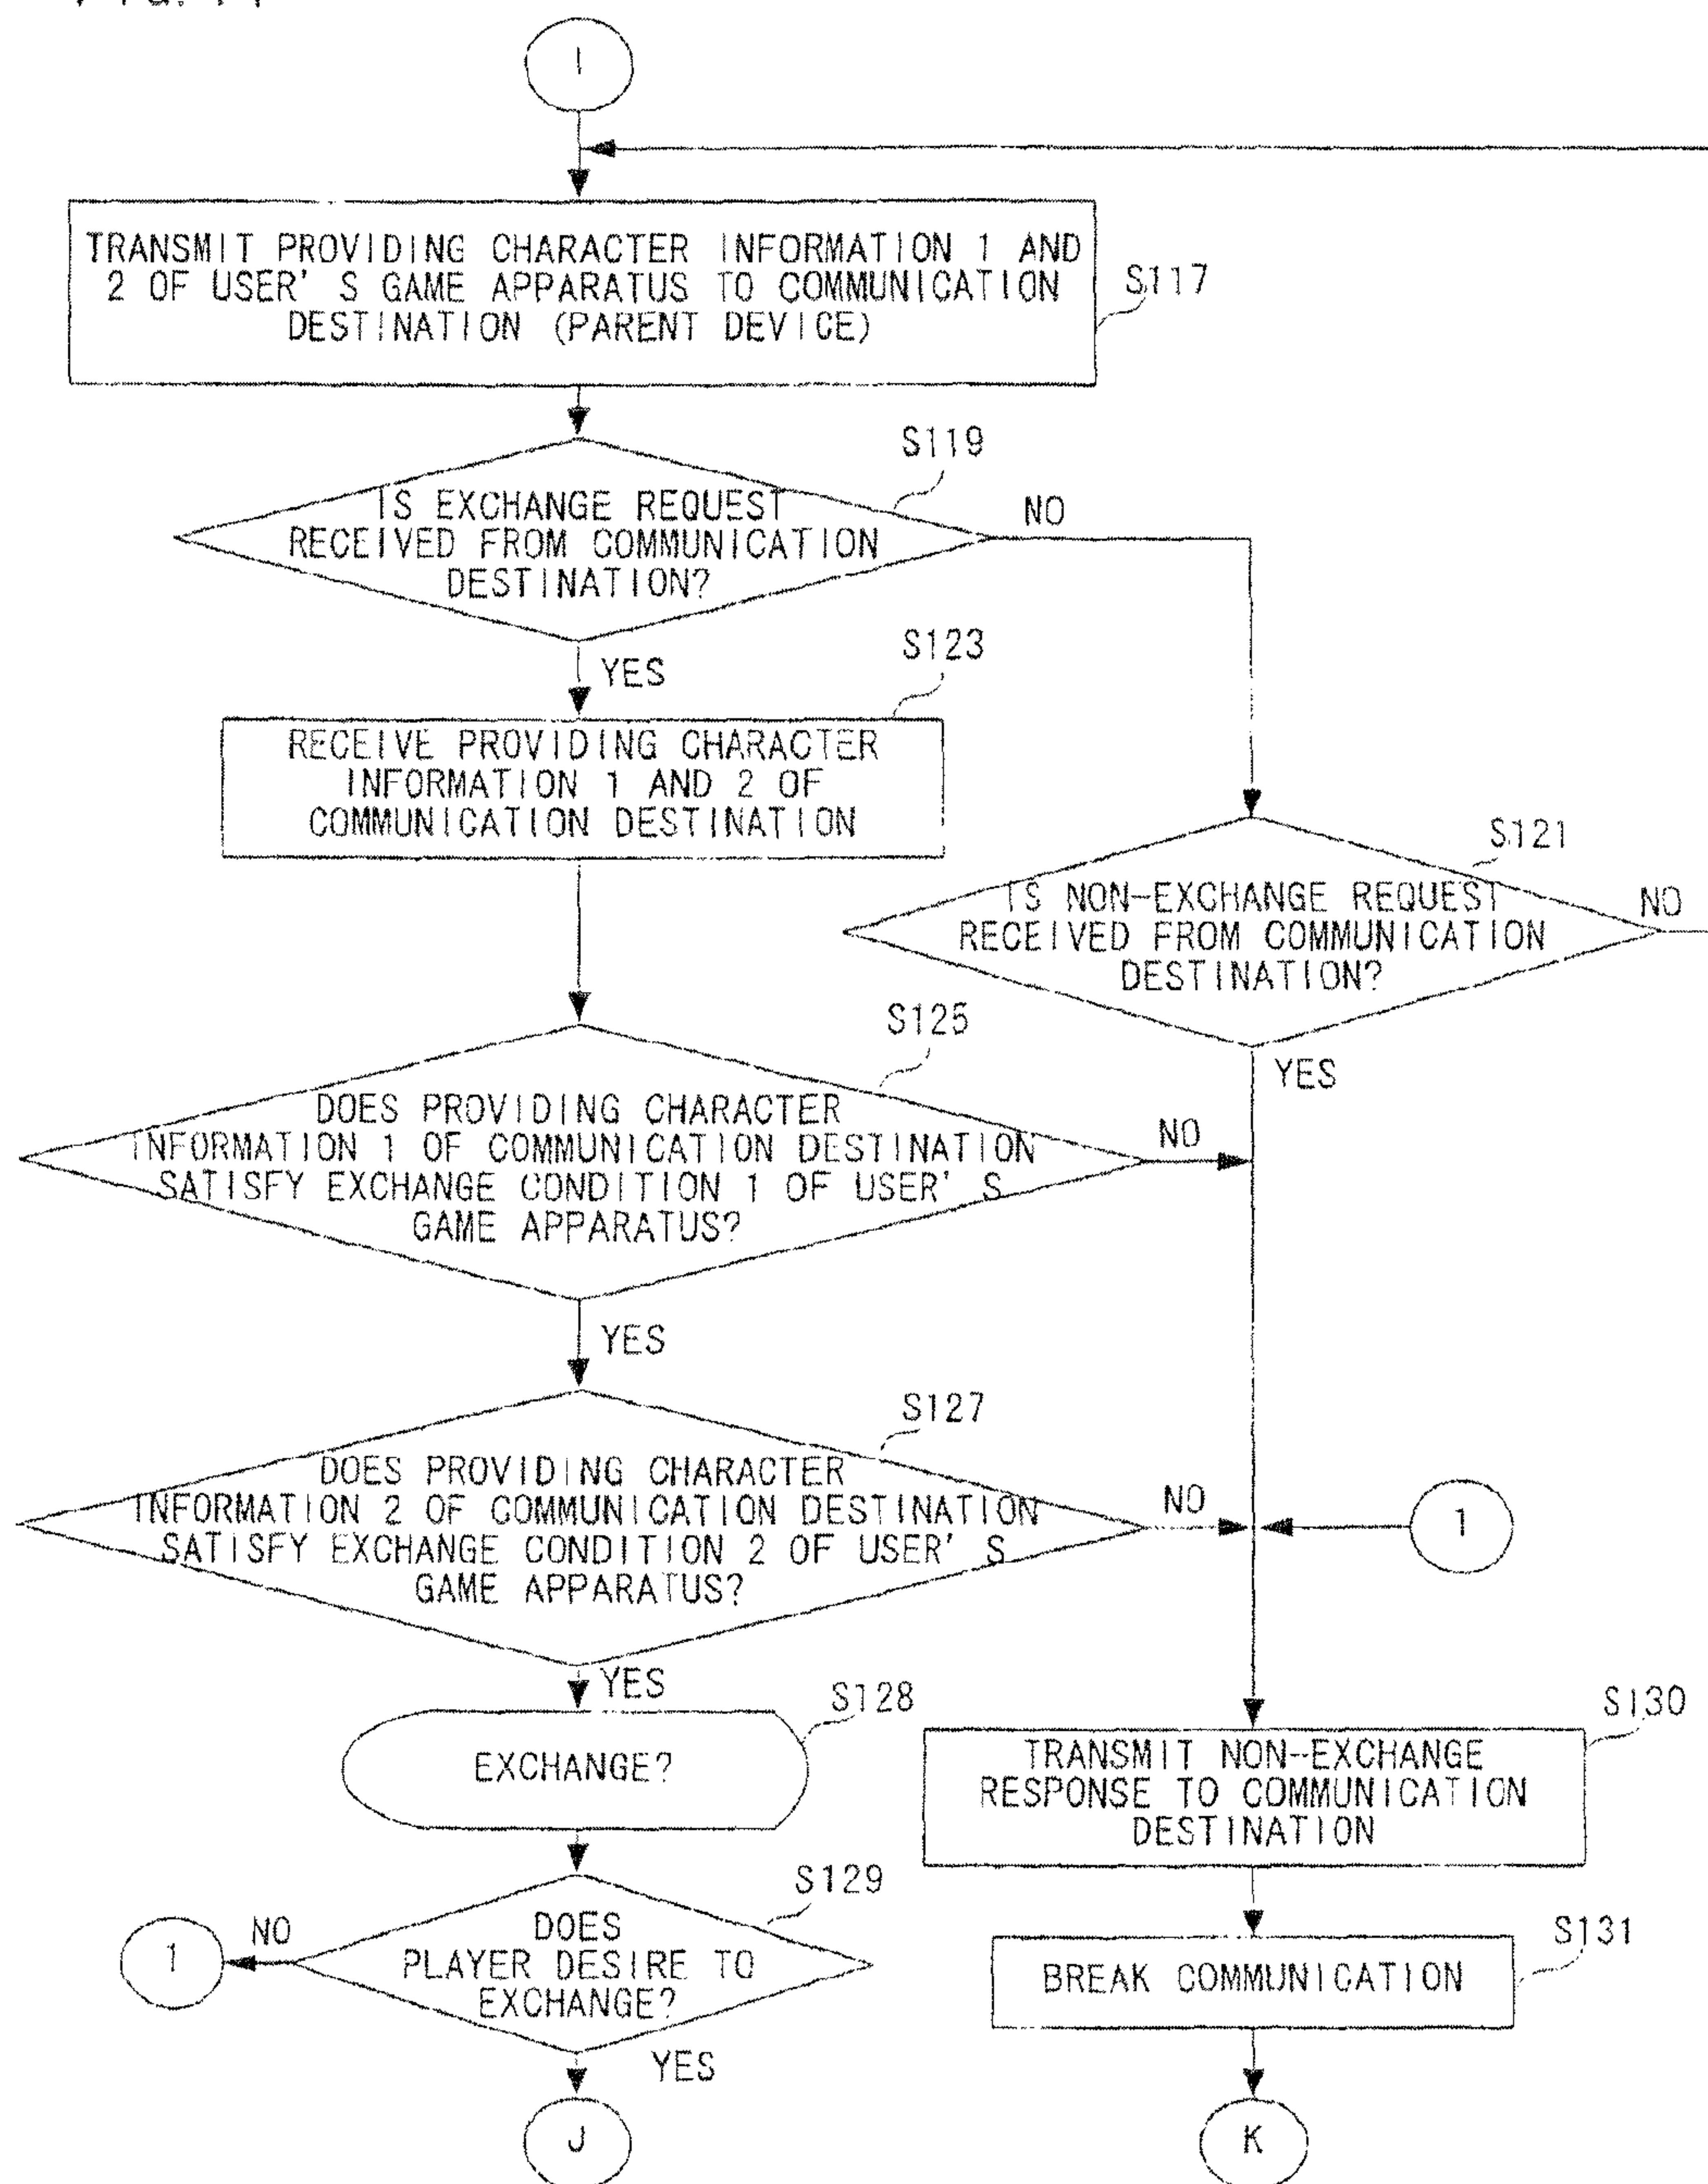 I
TRANSMIT PROVIDING CHARACTER INFORMATION 1 AND
2 OF USER'S GAME APPARATUS TO COMMUNICATION
DESTINATION (PARENT DEVICE)
S117
S119
IS EXCHANGE REQUEST
RECEIVED FROM COMMUNICATION
DESTINATION?
NO
YES
S123
RECEIVE PROVIDING CHARACTER
INFORMATION 1 AND 2 OF
COMMUNICATION DESTINATION
S121
IS NON-EXCHANGE REQUEST
RECEIVED FROM COMMUNICATION
DESTINATION?
NO
YES
S125
DOES PROVIDING CHARACTER
INFORMATION 1 OF COMMUNICATION DESTINATION
SATISFY EXCHANGE CONDITION 1 OF USER'S
GAME APPARATUS?
NO
YES
S127
DOES PROVIDING CHARACTER
INFORMATION 2 OF COMMUNICATION DESTINATION
SATISFY EXCHANGE CONDITION 2 OF USER'S
GAME APPARATUS?
NO
1
YES
S128
EXCHANGE?
S130
TRANSMIT NON-EXCHANGE
RESPONSE TO COMMUNICATION
DESTINATION
S129
DOES
PLAYER DESIRE TO
EXCHANGE?
NO
1
YES
S131
BREAK COMMUNICATION
J
K